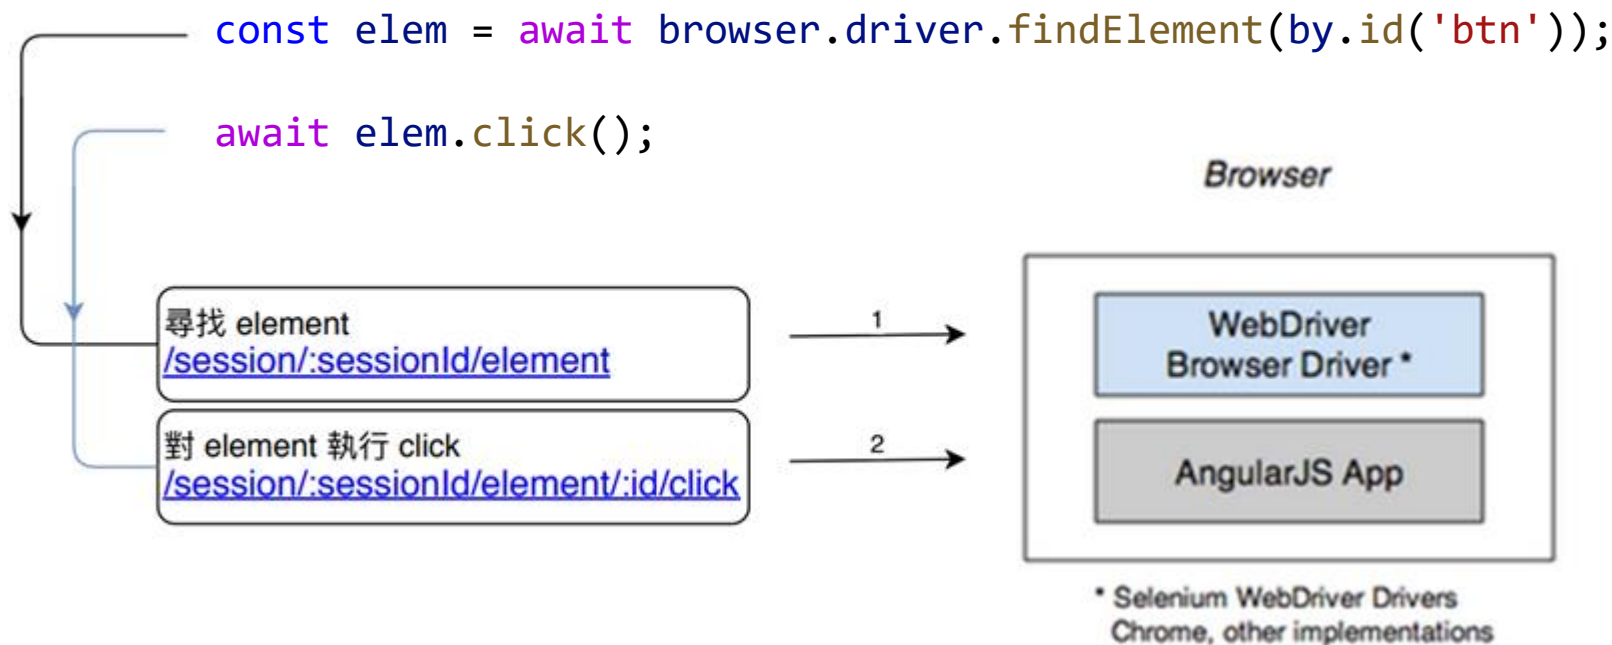 const elem = await browser.driver.findElement(by.id('btn'));
await elem.click();
Browser
尋找 element
/session/:sessionId/element
1
WebDriver
Browser Driver *
對 element 執行 click
/session/:sessionId/element/:id/click
2
AngularJS App
* Selenium WebDriver Drivers
Chrome, other implementations